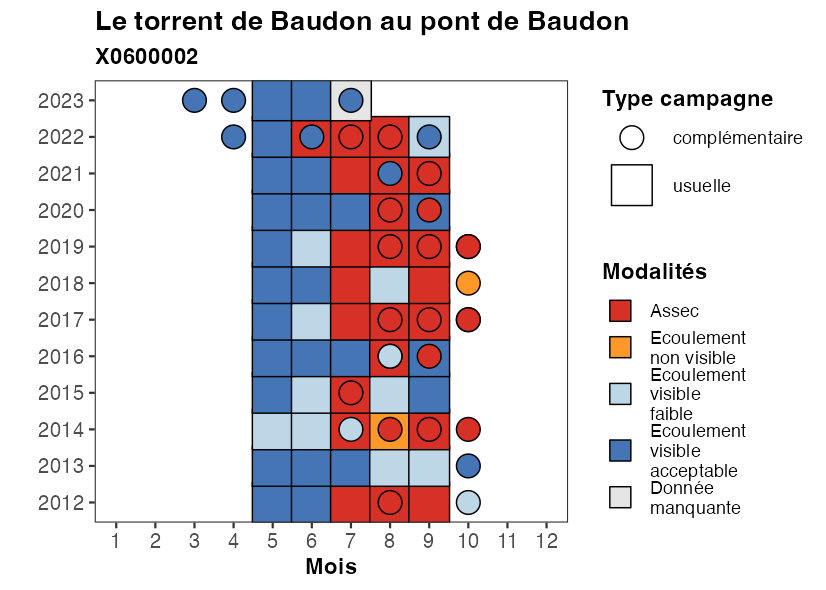 Le torrent de Baudon au pont de Baudon
X0600002
2023
2022
2021
2020
2019
2018
2017
2016
2015
2014
2013
2012
1 2 3 4 5 6 7 8 9 10 11 12
Mois
Type campagne
complémentaire
usuelle
Modalités
Assec
Ecoulement
non visible
Ecoulement
visible
faible
Ecoulement
visible
acceptable
Donnée
manquante